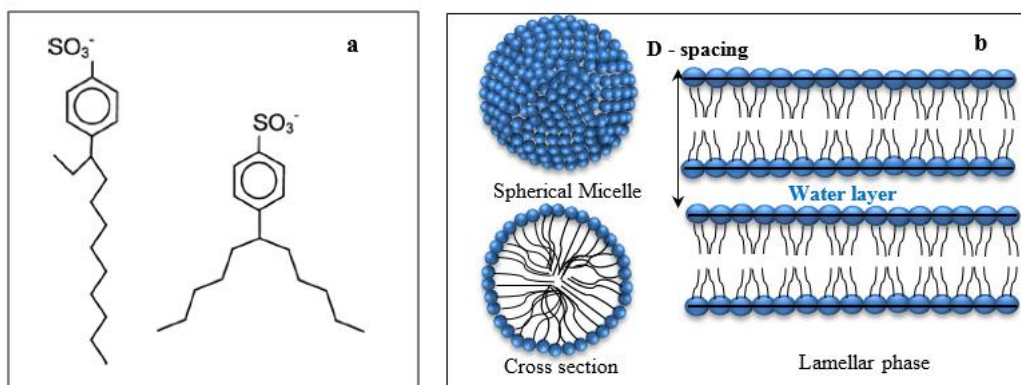 SO₃⁻
a
SO₃⁻
D - spacing
b
Water layer
Spherical Micelle
Cross section
Lamellar phase